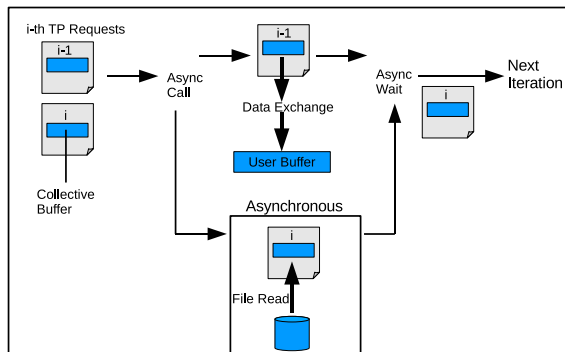 i-th TP Requests
i-1
i
Collective
Buffer
Async
Call
i-1
Data Exchange
User Buffer
Asynchronous
i
File Read
Async
Wait
i
Next
Iteration